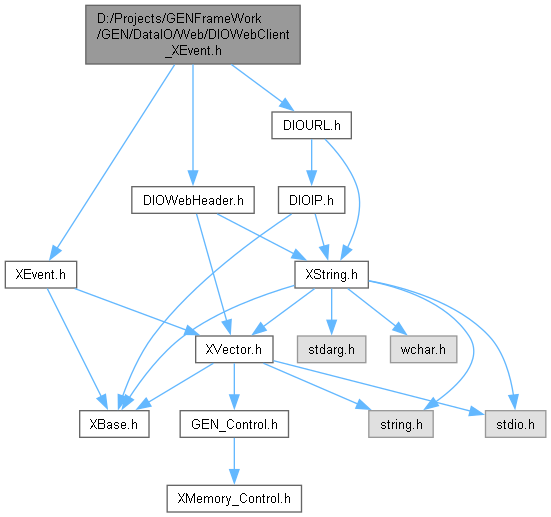 D:/Projects/GENFrameWork
/GEN/DataIO/Web/DIOWebClient
_XEvent.h
DIOURL.h
DIOWebHeader.h
DIOIP.h
XEvent.h
XString.h
XVector.h
stdarg.h
wchar.h
XBase.h
GEN_Control.h
string.h
stdio.h
XMemory_Control.h